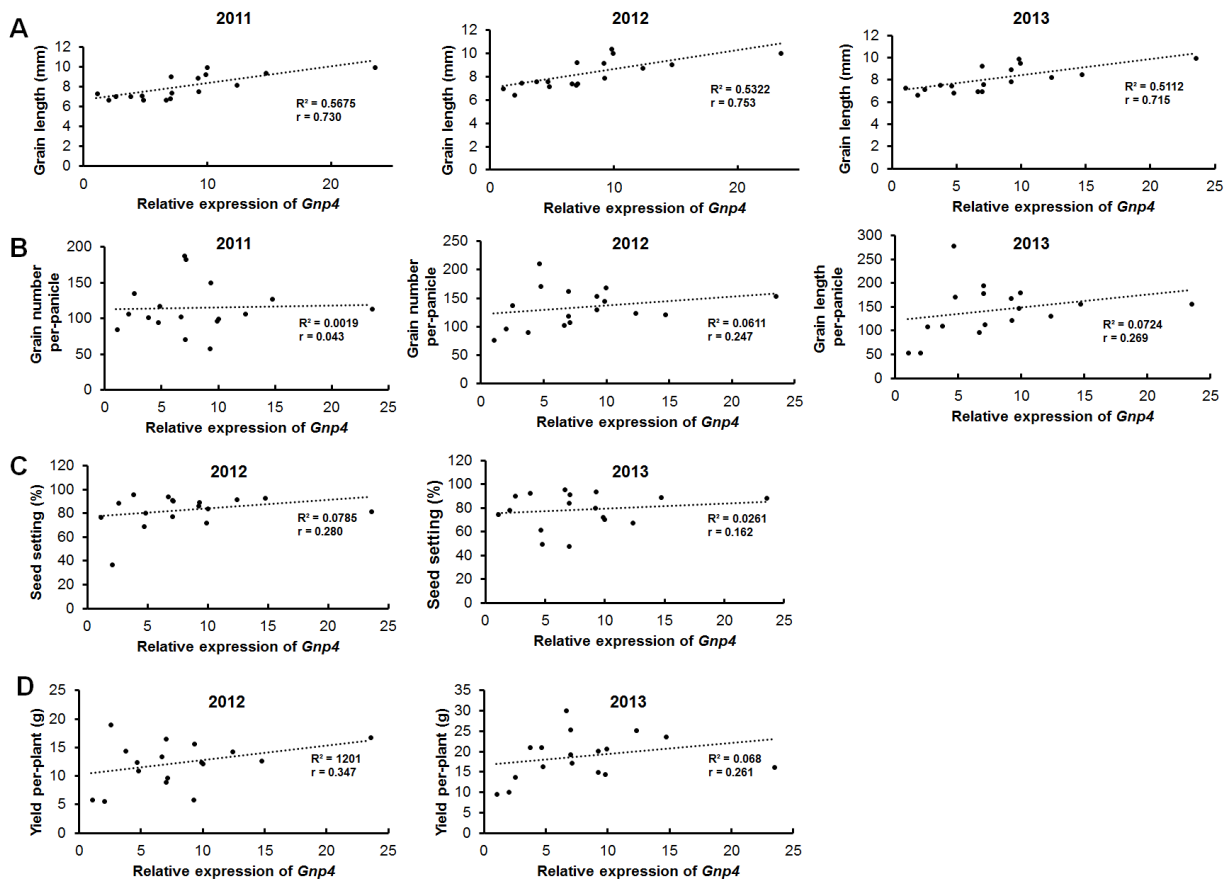 A
2011
2012
2013
Grain length (mm)
12
10
8
6
4
2
0
R² = 0.5675
r = 0.730
0
10
20
Relative expression of Gnp4
Grain length (mm)
12
10
8
6
4
2
0
R² = 0.5322
r = 0.753
0
10
20
Relative expression of Gnp4
Grain length (mm)
12
10
8
6
4
2
0
R² = 0.5112
r = 0.715
0
5
10
15
20
25
Relative expression of Gnp4
B
2011
2012
2013
Grain number
per-panicle
200
150
100
50
0
R² = 0.0019
r = 0.043
0
5
10
15
20
25
Relative expression of Gnp4
Grain number
per-panicle
250
200
150
100
50
0
R² = 0.0611
r = 0.247
0
5
10
15
20
25
Relative expression of Gnp4
Grain length
per-panicle
300
250
200
150
100
50
0
R² = 0.0724
r = 0.269
0
5
10
15
20
25
Relative expression of Gnp4
C
2012
2013
Seed setting (%)
120
100
80
60
40
20
0
R² = 0.0785
r = 0.280
0
5
10
15
20
25
Relative expression of Gnp4
Seed setting (%)
120
100
80
60
40
20
0
R² = 0.0261
r = 0.162
0
5
10
15
20
25
Relative expression of Gnp4
D
2012
2013
Yield per-plant (g)
25
20
15
10
5
0
R² = 1201
r = 0.347
0
5
10
15
20
25
Relative expression of Gnp4
Yield per-plant (g)
35
30
25
20
15
10
5
0
R² = 0.068
r = 0.261
0
5
10
15
20
25
Relative expression of Gnp4